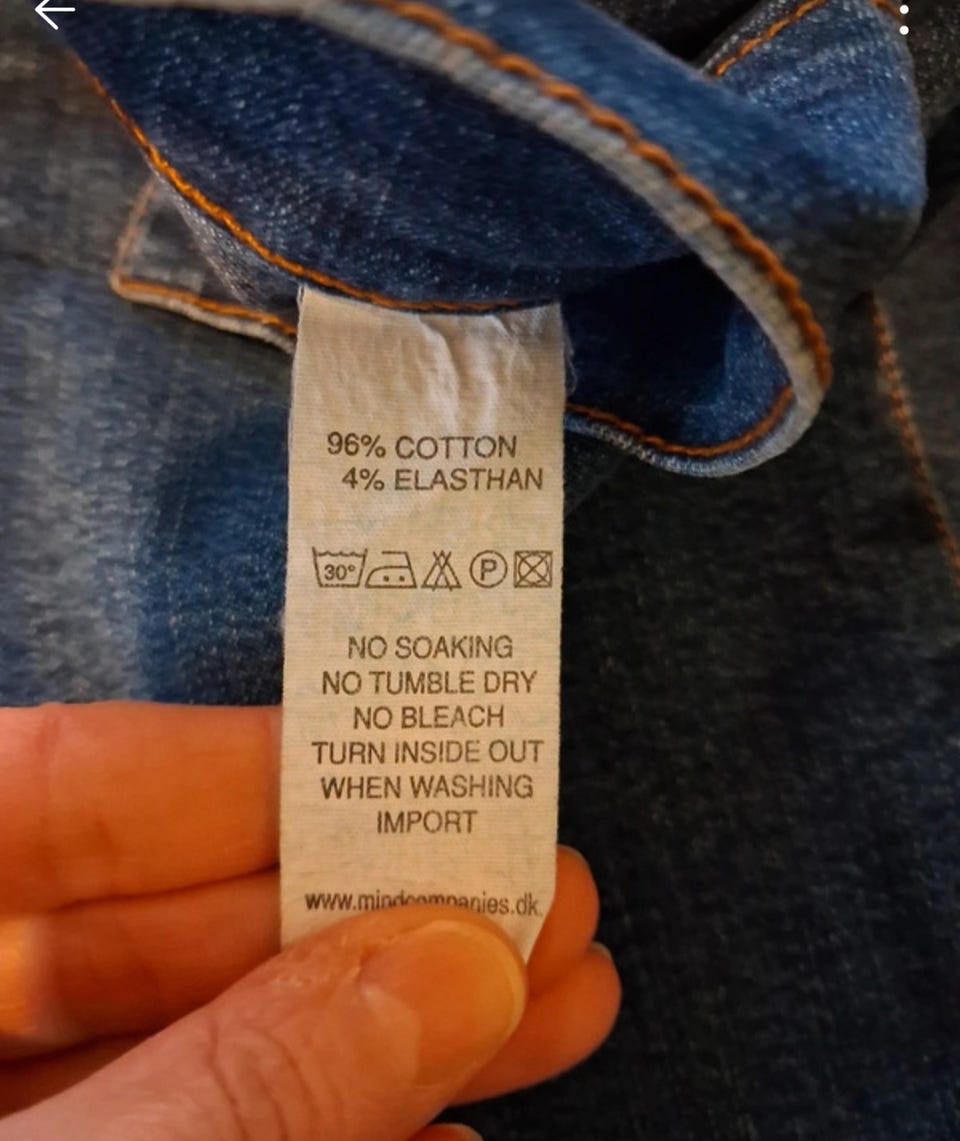 96% COTTON
4% ELASTHAN
30° P
NO SOAKING
NO TUMBLE DRY
NO BLEACH
TURN INSIDE OUT
WHEN WASHING
IMPORT
www.mindcompanies.dk